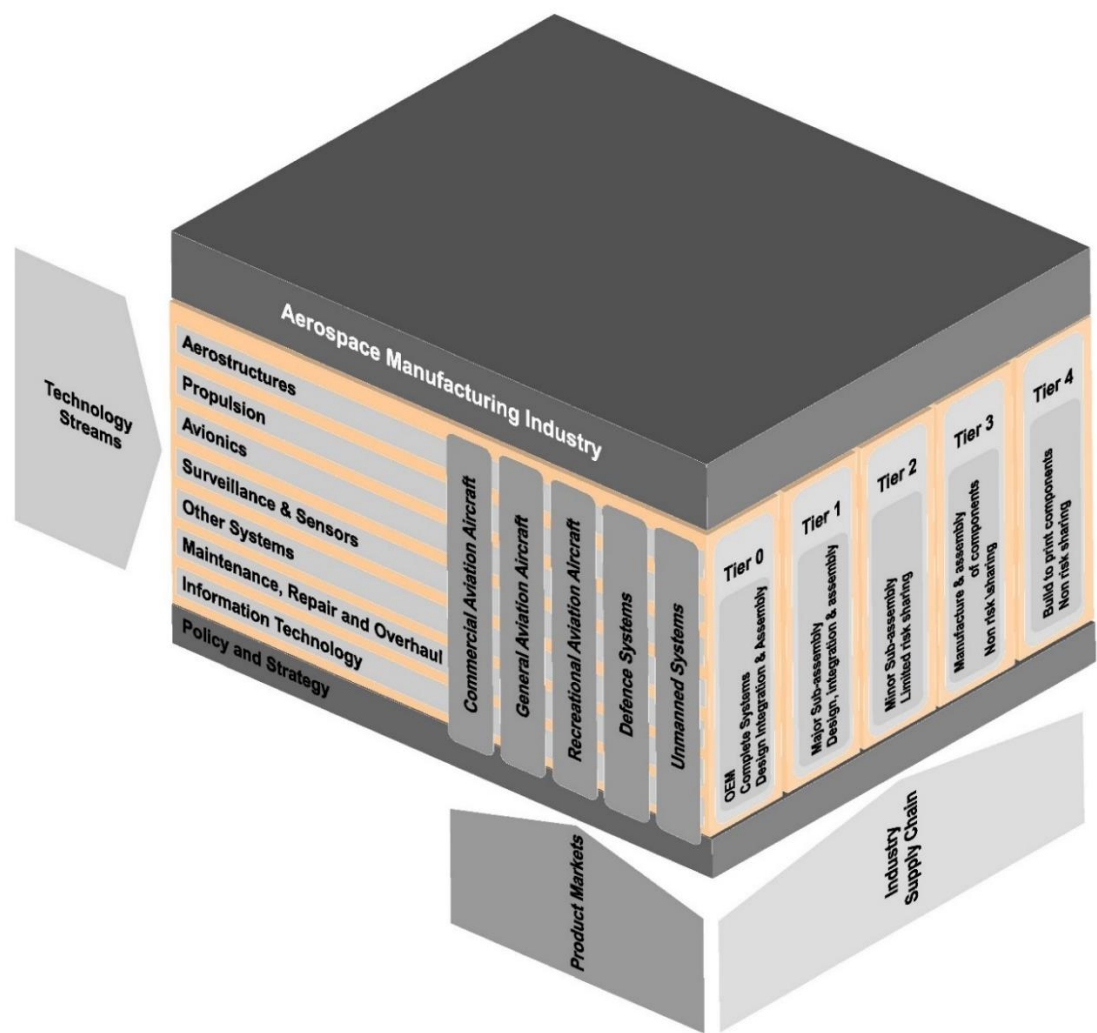 Aerospace Manufacturing Industry
Technology
Streams
Aerostructures
Propulsion
Avionics
Surveillance & Sensors
Other Systems
Maintenance, Repair and Overhaul
Information Technology
Policy and Strategy
Commercial Aviation Aircraft
General Aviation Aircraft
Recreational Aviation Aircraft
Defence Systems
Unmanned Systems
Tier 0
OEM
Complete Systems
Design Integration & Assembly
Tier 1
Major Sub-assembly
Design, integration & assembly
Tier 2
Minor Sub-assembly
Limited risk sharing
Tier 3
Manufacture & assembly
of components
Non risk \sharing
Tier 4
Build to print components
Non risk sharing
Product Markets
Industry
Supply Chain